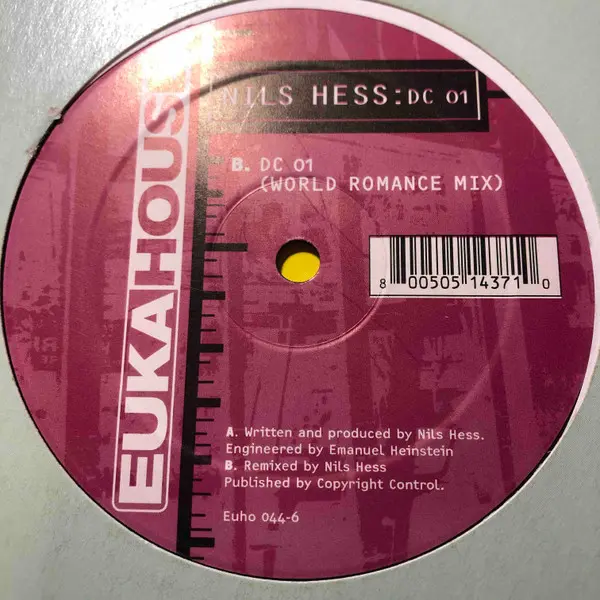 NILS HESS: DC 01
B. DC 01
(WORLD ROMANCE MIX)
8 00505 14371 0
EUKAHOUSE
A. Written and produced by Nils Hess.
Engineered by Emanuel Heinstein
B. Remixed by Nils Hess
Published by Copyright Control.
Euho 044-6